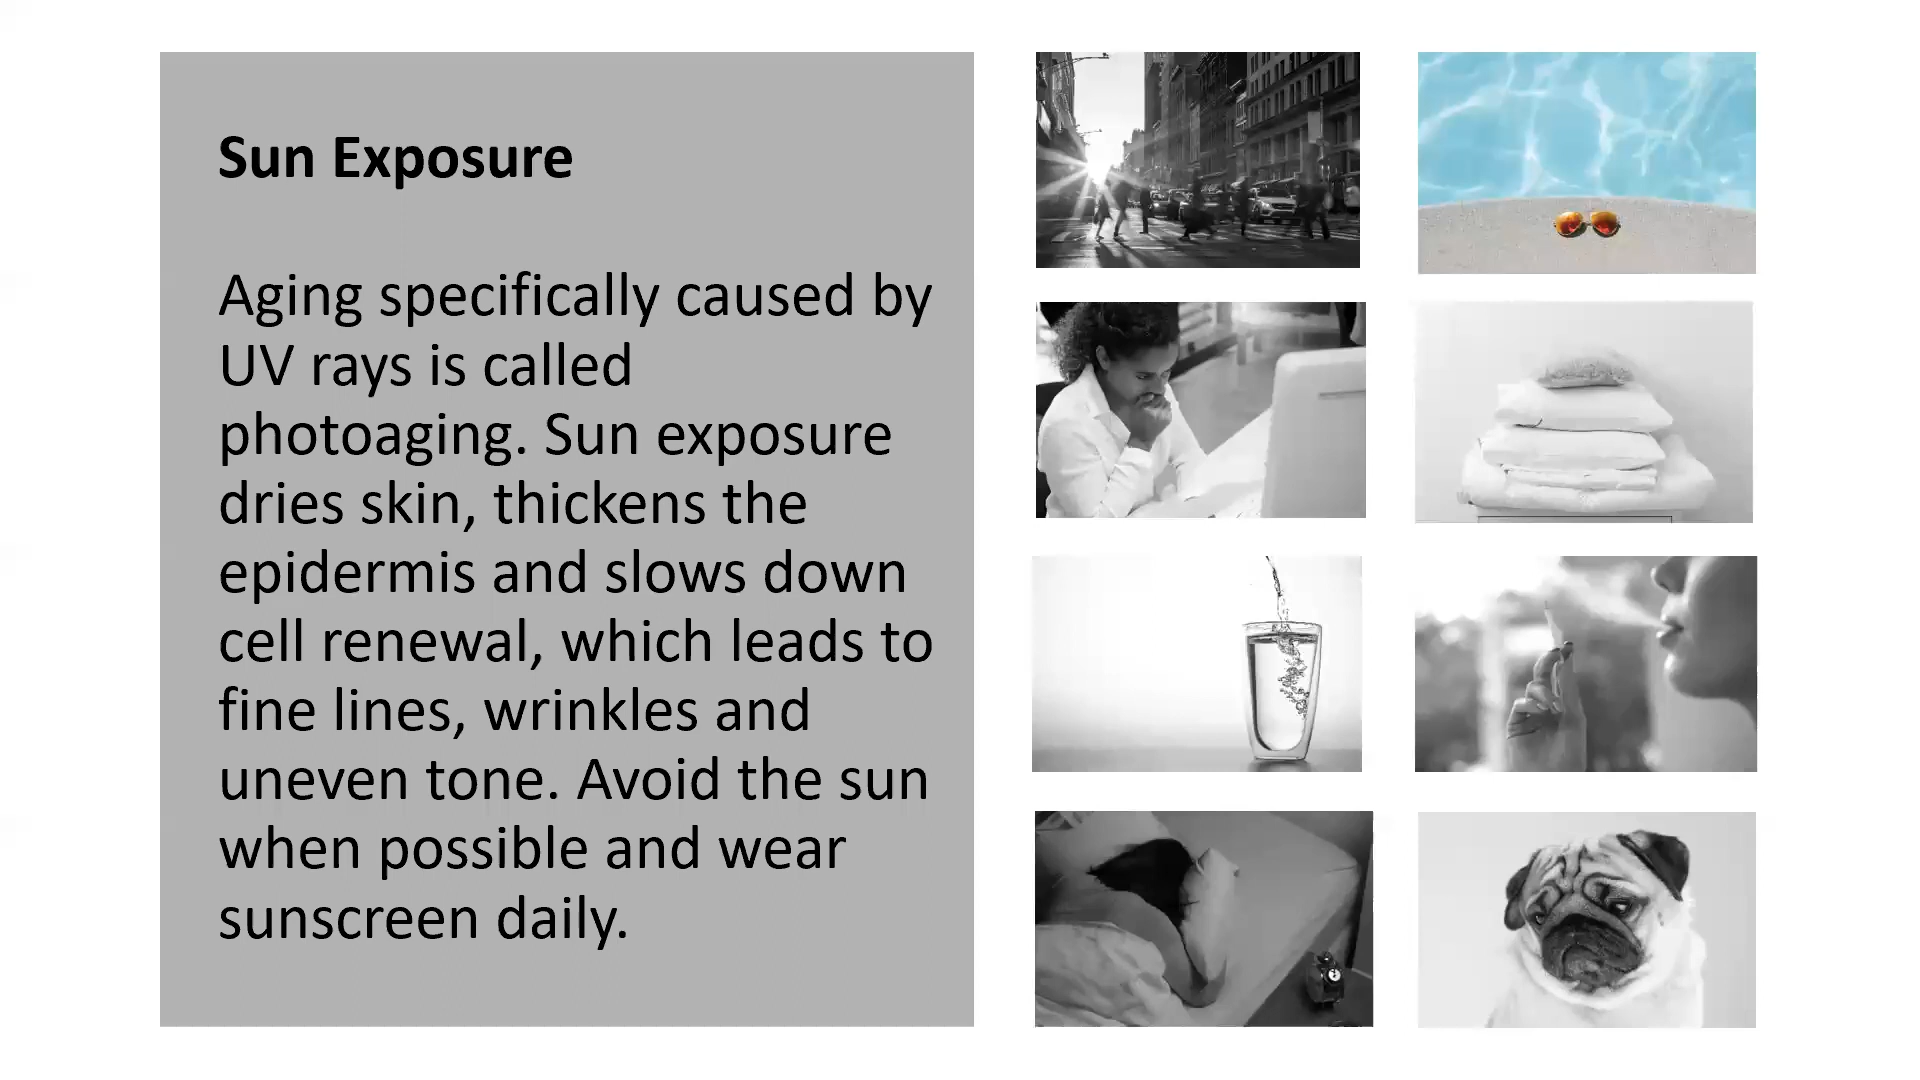 Sun Exposure
Aging specifically caused by
UV rays is called
photoaging. Sun exposure
dries skin, thickens the
epidermis and slows down
cell renewal, which leads to
fine lines, wrinkles and
uneven tone. Avoid the sun
when possible and wear
sunscreen daily.